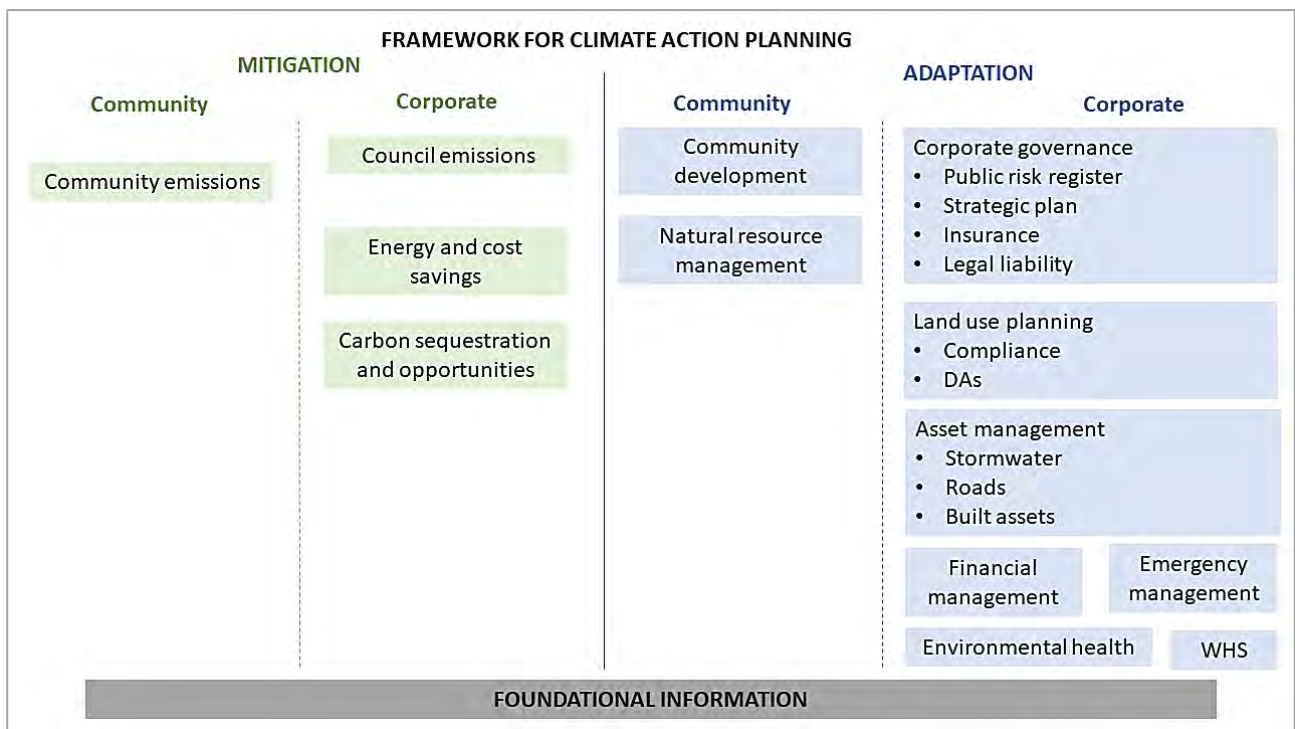 FRAMEWORK FOR CLIMATE ACTION PLANNING
MITIGATION
Community
Community emissions
Corporate
Council emissions
Energy and cost
savings
Carbon sequestration
and opportunities
ADAPTATION
Community
Community
development
Natural resource
management
Corporate
Corporate governance
• Public risk register
• Strategic plan
• Insurance
• Legal liability
Land use planning
• Compliance
• DAs
Asset management
• Stormwater
• Roads
• Built assets
Financial
management
Emergency
management
Environmental health
WHS
FOUNDATIONAL INFORMATION